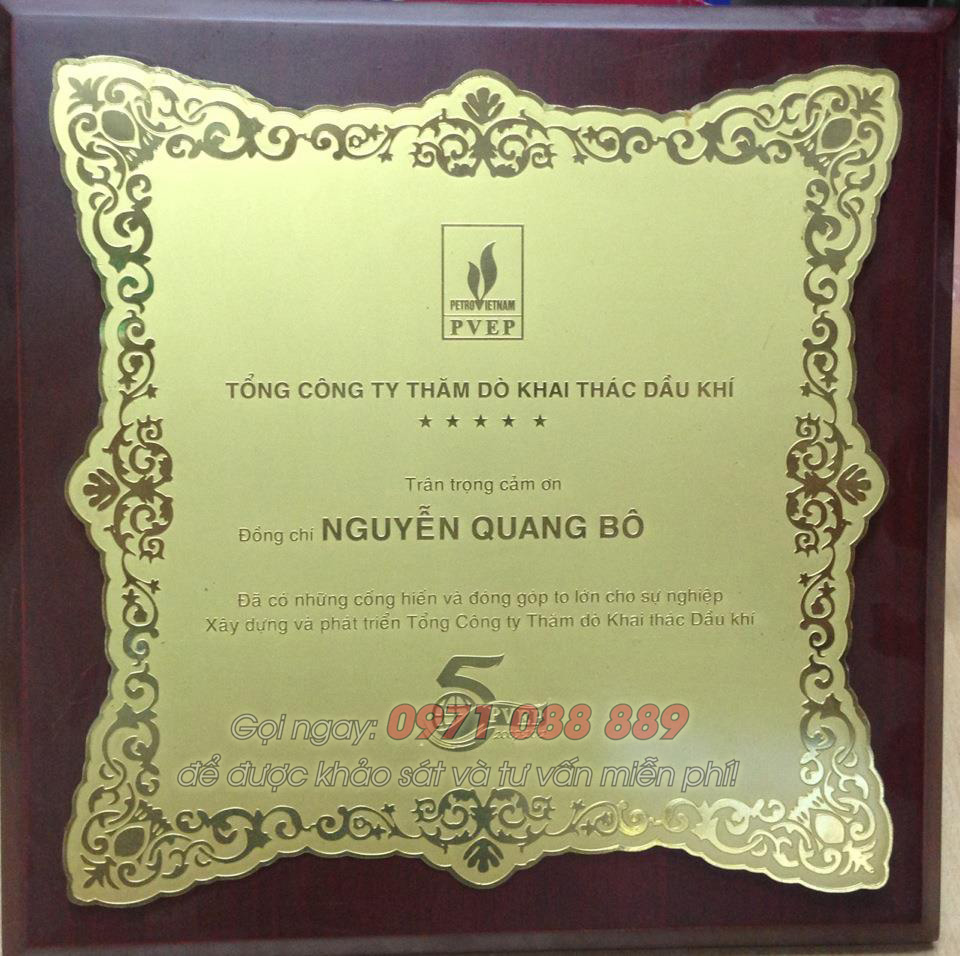 PETROVIETNAM
PVEP
TỔNG CÔNG TY THĂM DÒ KHAI THÁC DẦU KHÍ
Trân trọng cảm ơn
Đồng chí NGUYỄN QUANG BÔ
Đã có những cống hiến và đóng góp to lớn cho sự nghiệp
Xây dựng và phát triển Tổng Công ty Thăm dò Khai thác Dầu khí
5
PVEP
Gọi ngay: 0971 088 889
để được khảo sát và tư vấn miễn phí!